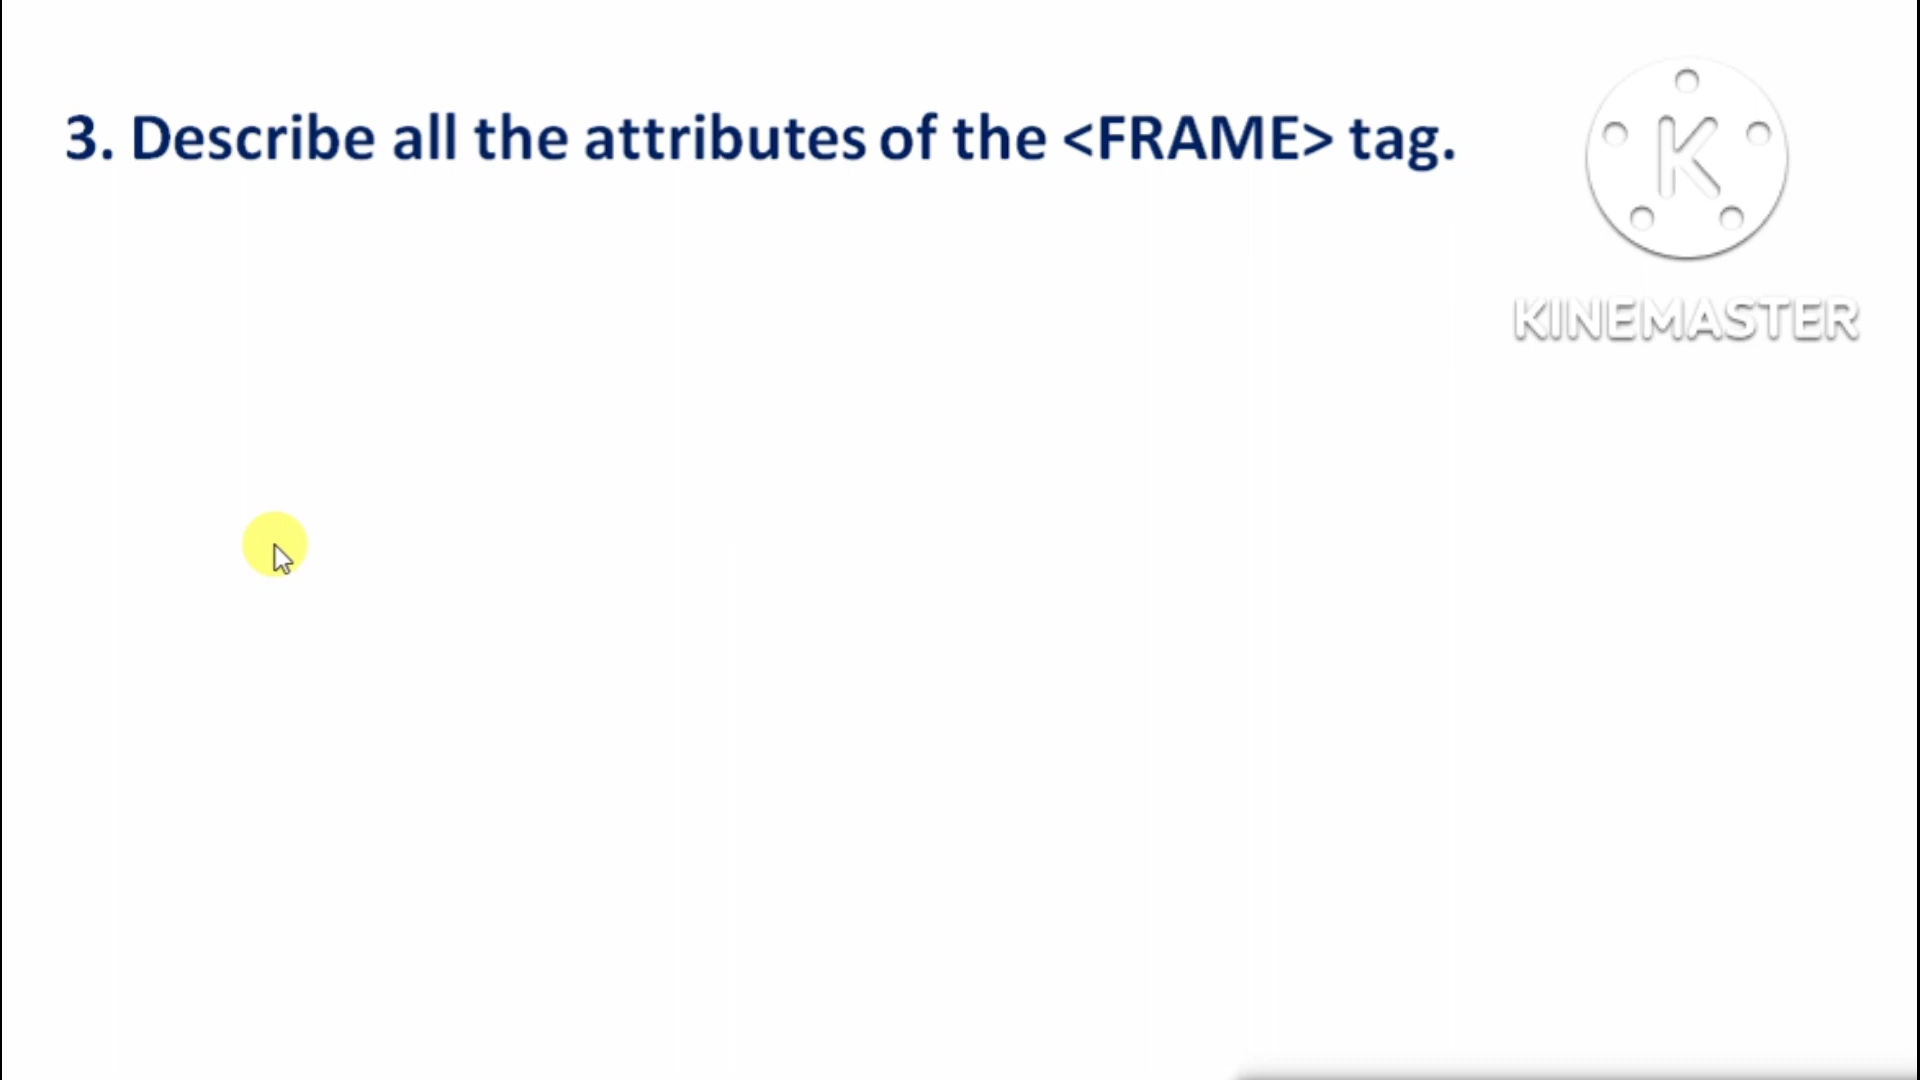 3. Describe all the attributes of the <FRAME> tag.
K
KINEMASTER